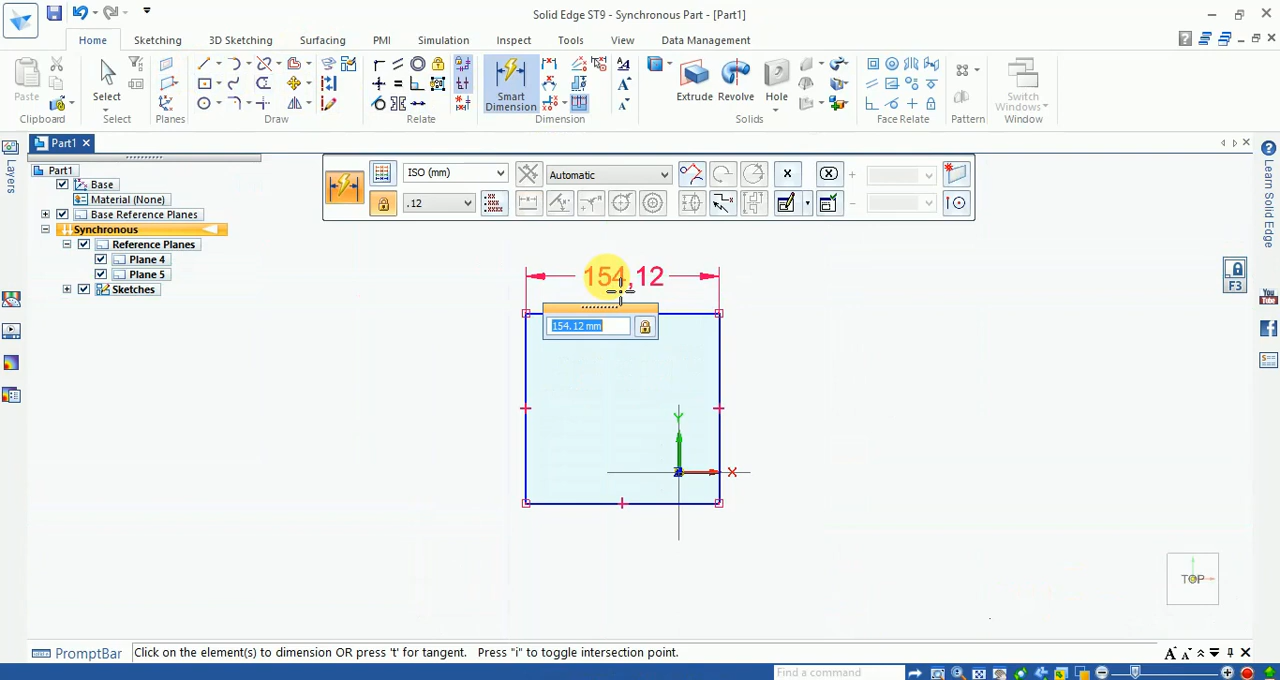 Solid Edge ST9 - Synchronous Part - [Part1]
Home Sketching 3D Sketching Surfacing PMI Simulation Inspect Tools View Data Management
Paste Select Smart Dimension Extrude Revolve Hole Switch Windows
Clipboard Select Planes Draw Relate Dimension Solids Face Relate Pattern Window
Part1
Layers
Learn Solid Edge
ISO (mm) Automatic
.12
Part1
Base
Material (None)
Base Reference Planes
Synchronous
Reference Planes
Plane 4
Plane 5
Sketches
154,12
154.12 mm
F3
You Tube
Y
X
TOP
PromptBar Click on the element(s) to dimension OR press 't' for tangent. Press "i" to toggle intersection point.
Find a command